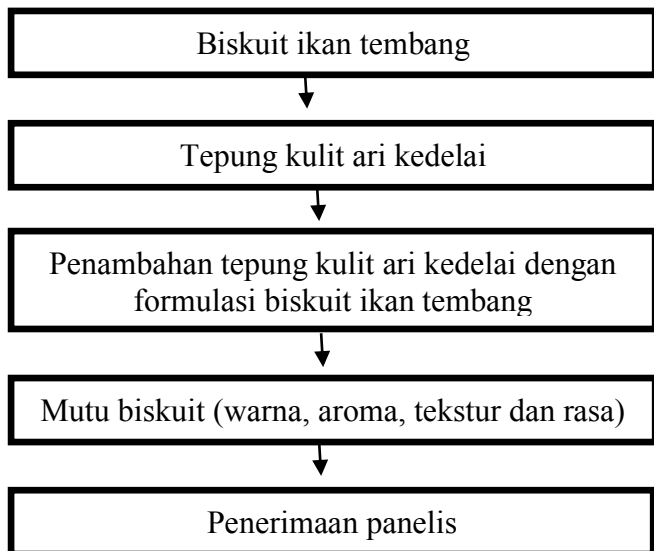 Biskuit ikan tembang
Tepung kulit ari kedelai
Penambahan tepung kulit ari kedelai dengan
formulasi biskuit ikan tembang
Mutu biskuit (warna, aroma, tekstur dan rasa)
Penerimaan panelis